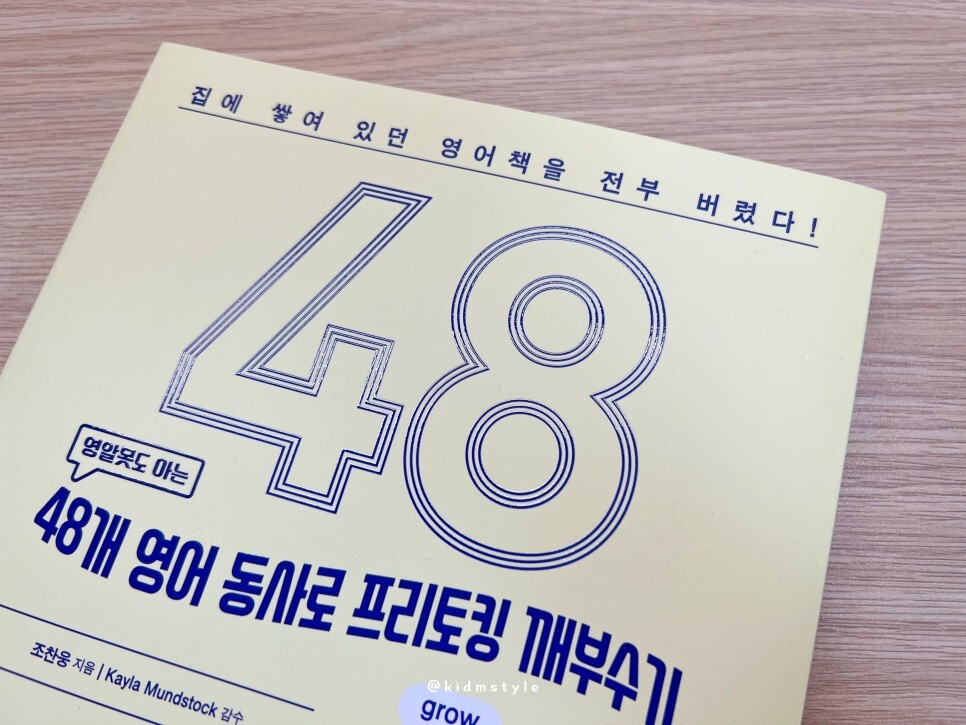 집에 쌓여 있던 영어책을 전부 버렸다!
48
영알못도 아는
48개 영어 동사로 프리토킹 깨부수기
조찬웅 지음 | Kayla Mundstock 감수
@kidmstyle
grow